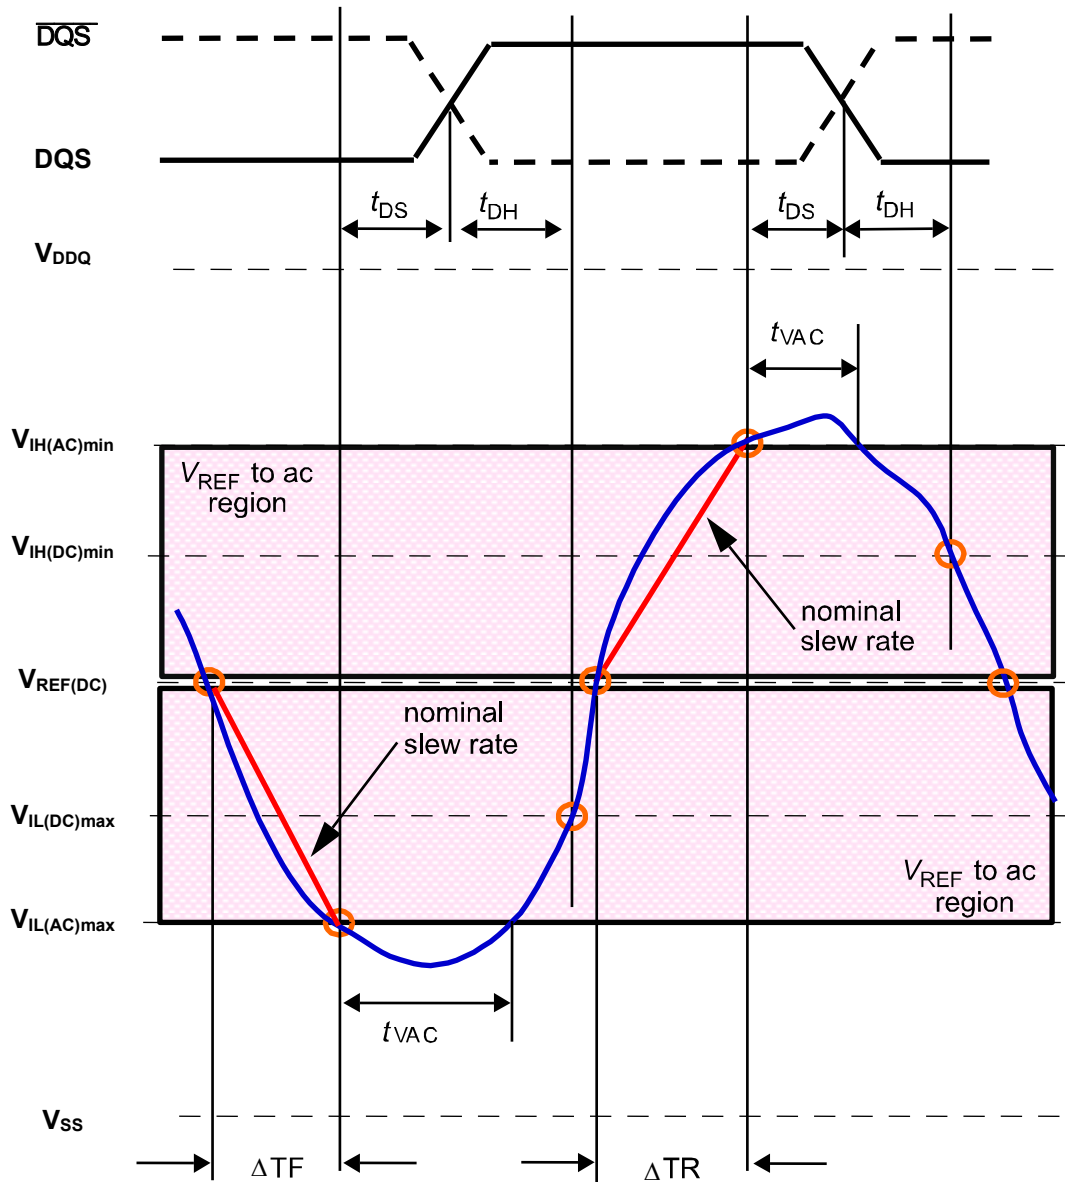 DQS
DQS
tDS
tDH
tDS
tDH
VDDQ
tVAC
VIH(AC)min
VREF to ac
region
VIH(DC)min
nominal
slew rate
VREF(DC)
nominal
slew rate
VIL(DC)max
VREF to ac
region
VIL(AC)max
tVAC
VSS
ΔTF
ΔTR